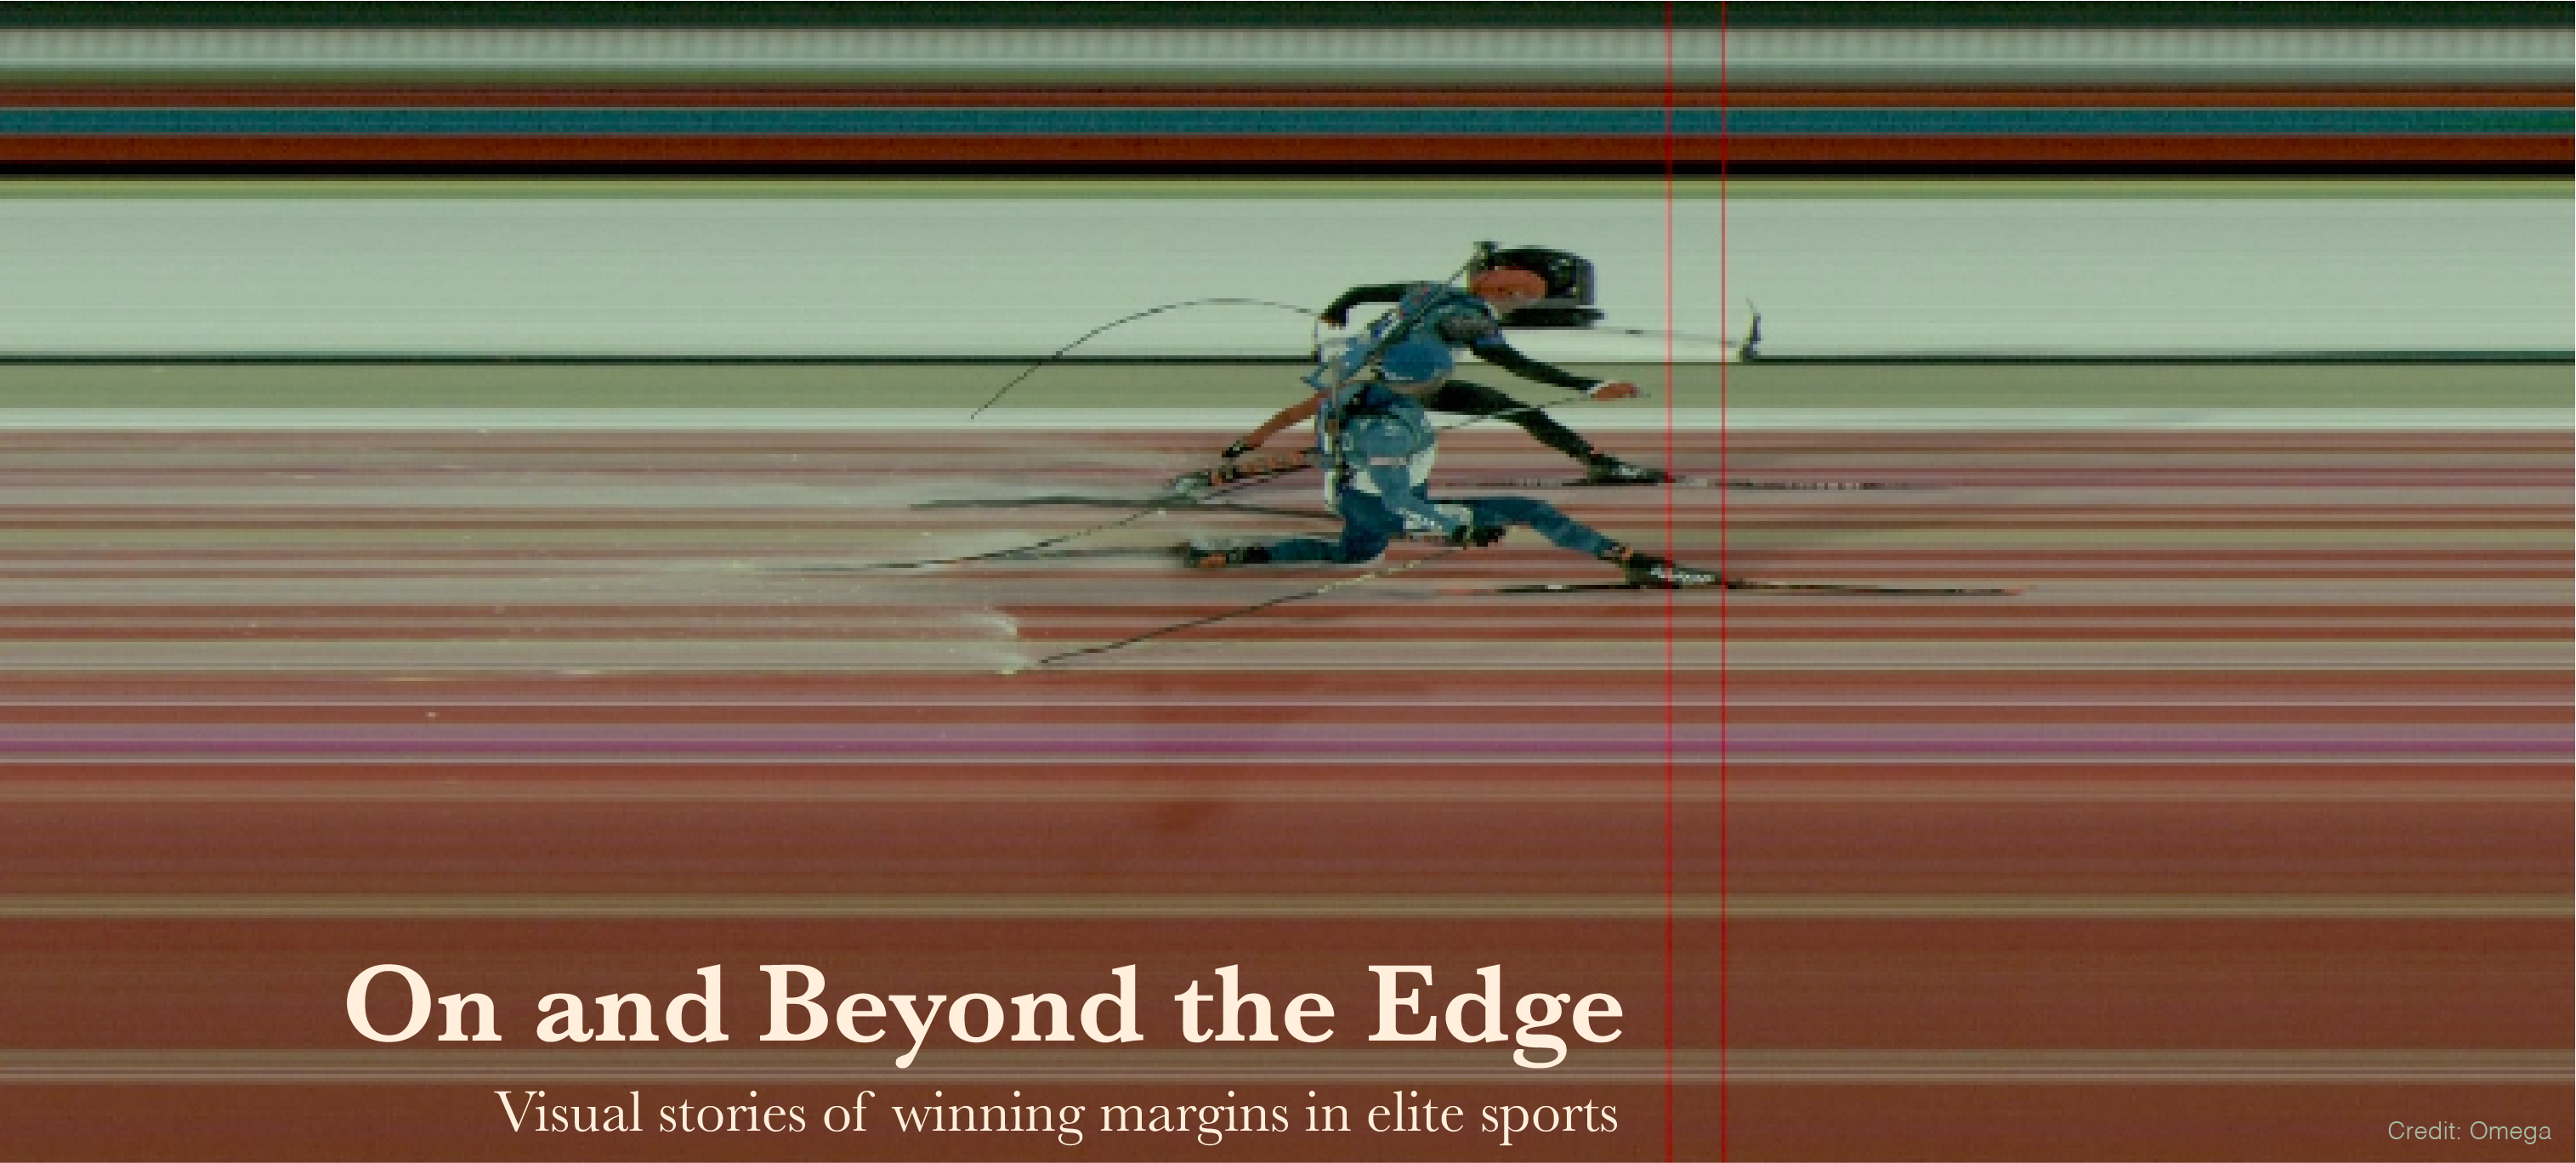 On and Beyond the Edge
Visual stories of winning margins in elite sports
Credit: Omega